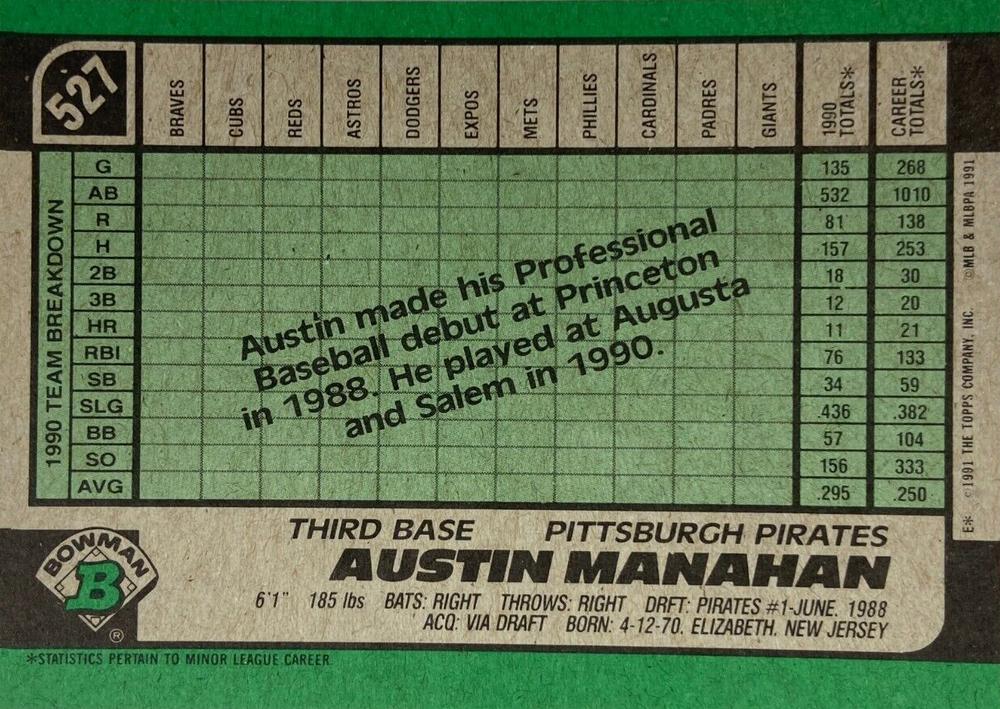 527
BRAVES CUBS REDS ASTROS DODGERS EXPOS METS PHILLIES CARDINALS PADRES GIANTS 1990 TOTALS* CAREER TOTALS*
1990 TEAM BREAKDOWN
G 135 268
AB 532 1010
R 81 138
H 157 253
2B 18 30
3B 12 20
HR 11 21
RBI 76 133
SB 34 59
SLG .436 .382
BB 57 104
SO 156 333
AVG .295 .250
Austin made his Professional
Baseball debut at Princeton
in 1988. He played at Augusta
and Salem in 1990.
E* ©1991 THE TOPPS COMPANY, INC. ©MLB & MLBPA 1991
THIRD BASE PITTSBURGH PIRATES
AUSTIN MANAHAN
6'1" 185 lbs BATS: RIGHT THROWS: RIGHT DRFT: PIRATES #1-JUNE, 1988
ACQ: VIA DRAFT BORN: 4-12-70, ELIZABETH, NEW JERSEY
BOWMAN
B
®
*STATISTICS PERTAIN TO MINOR LEAGUE CAREER